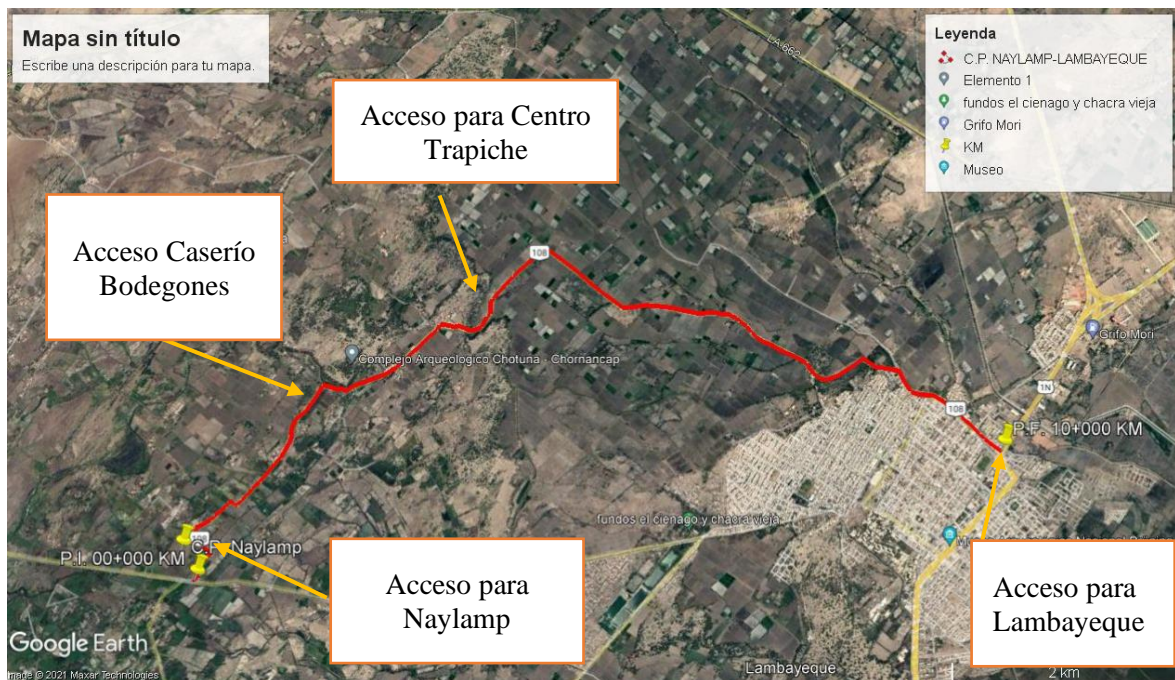 Mapa sin título
Escribe una descripción para tu mapa.
Leyenda
C.P. NAYLAMP-LAMBAYEQUE
Elemento 1
fundos el cienago y chacra vieja
Grifo Mori
KM
Museo
LA-662
Acceso para Centro
Trapiche
Acceso Caserío
Bodegones
108
Complejo Arqueologico Chotuna - Chornancap
Grifo Mori
1N
108
P.F. 10+000 KM
fundos el cienago y chacra vieja
108
C.P. Naylamp
P.I. 00+000 KM
Acceso para
Naylamp
Acceso para
Lambayeque
Google Earth
Image © 2021 Maxar Technologies
Lambayeque
2 km